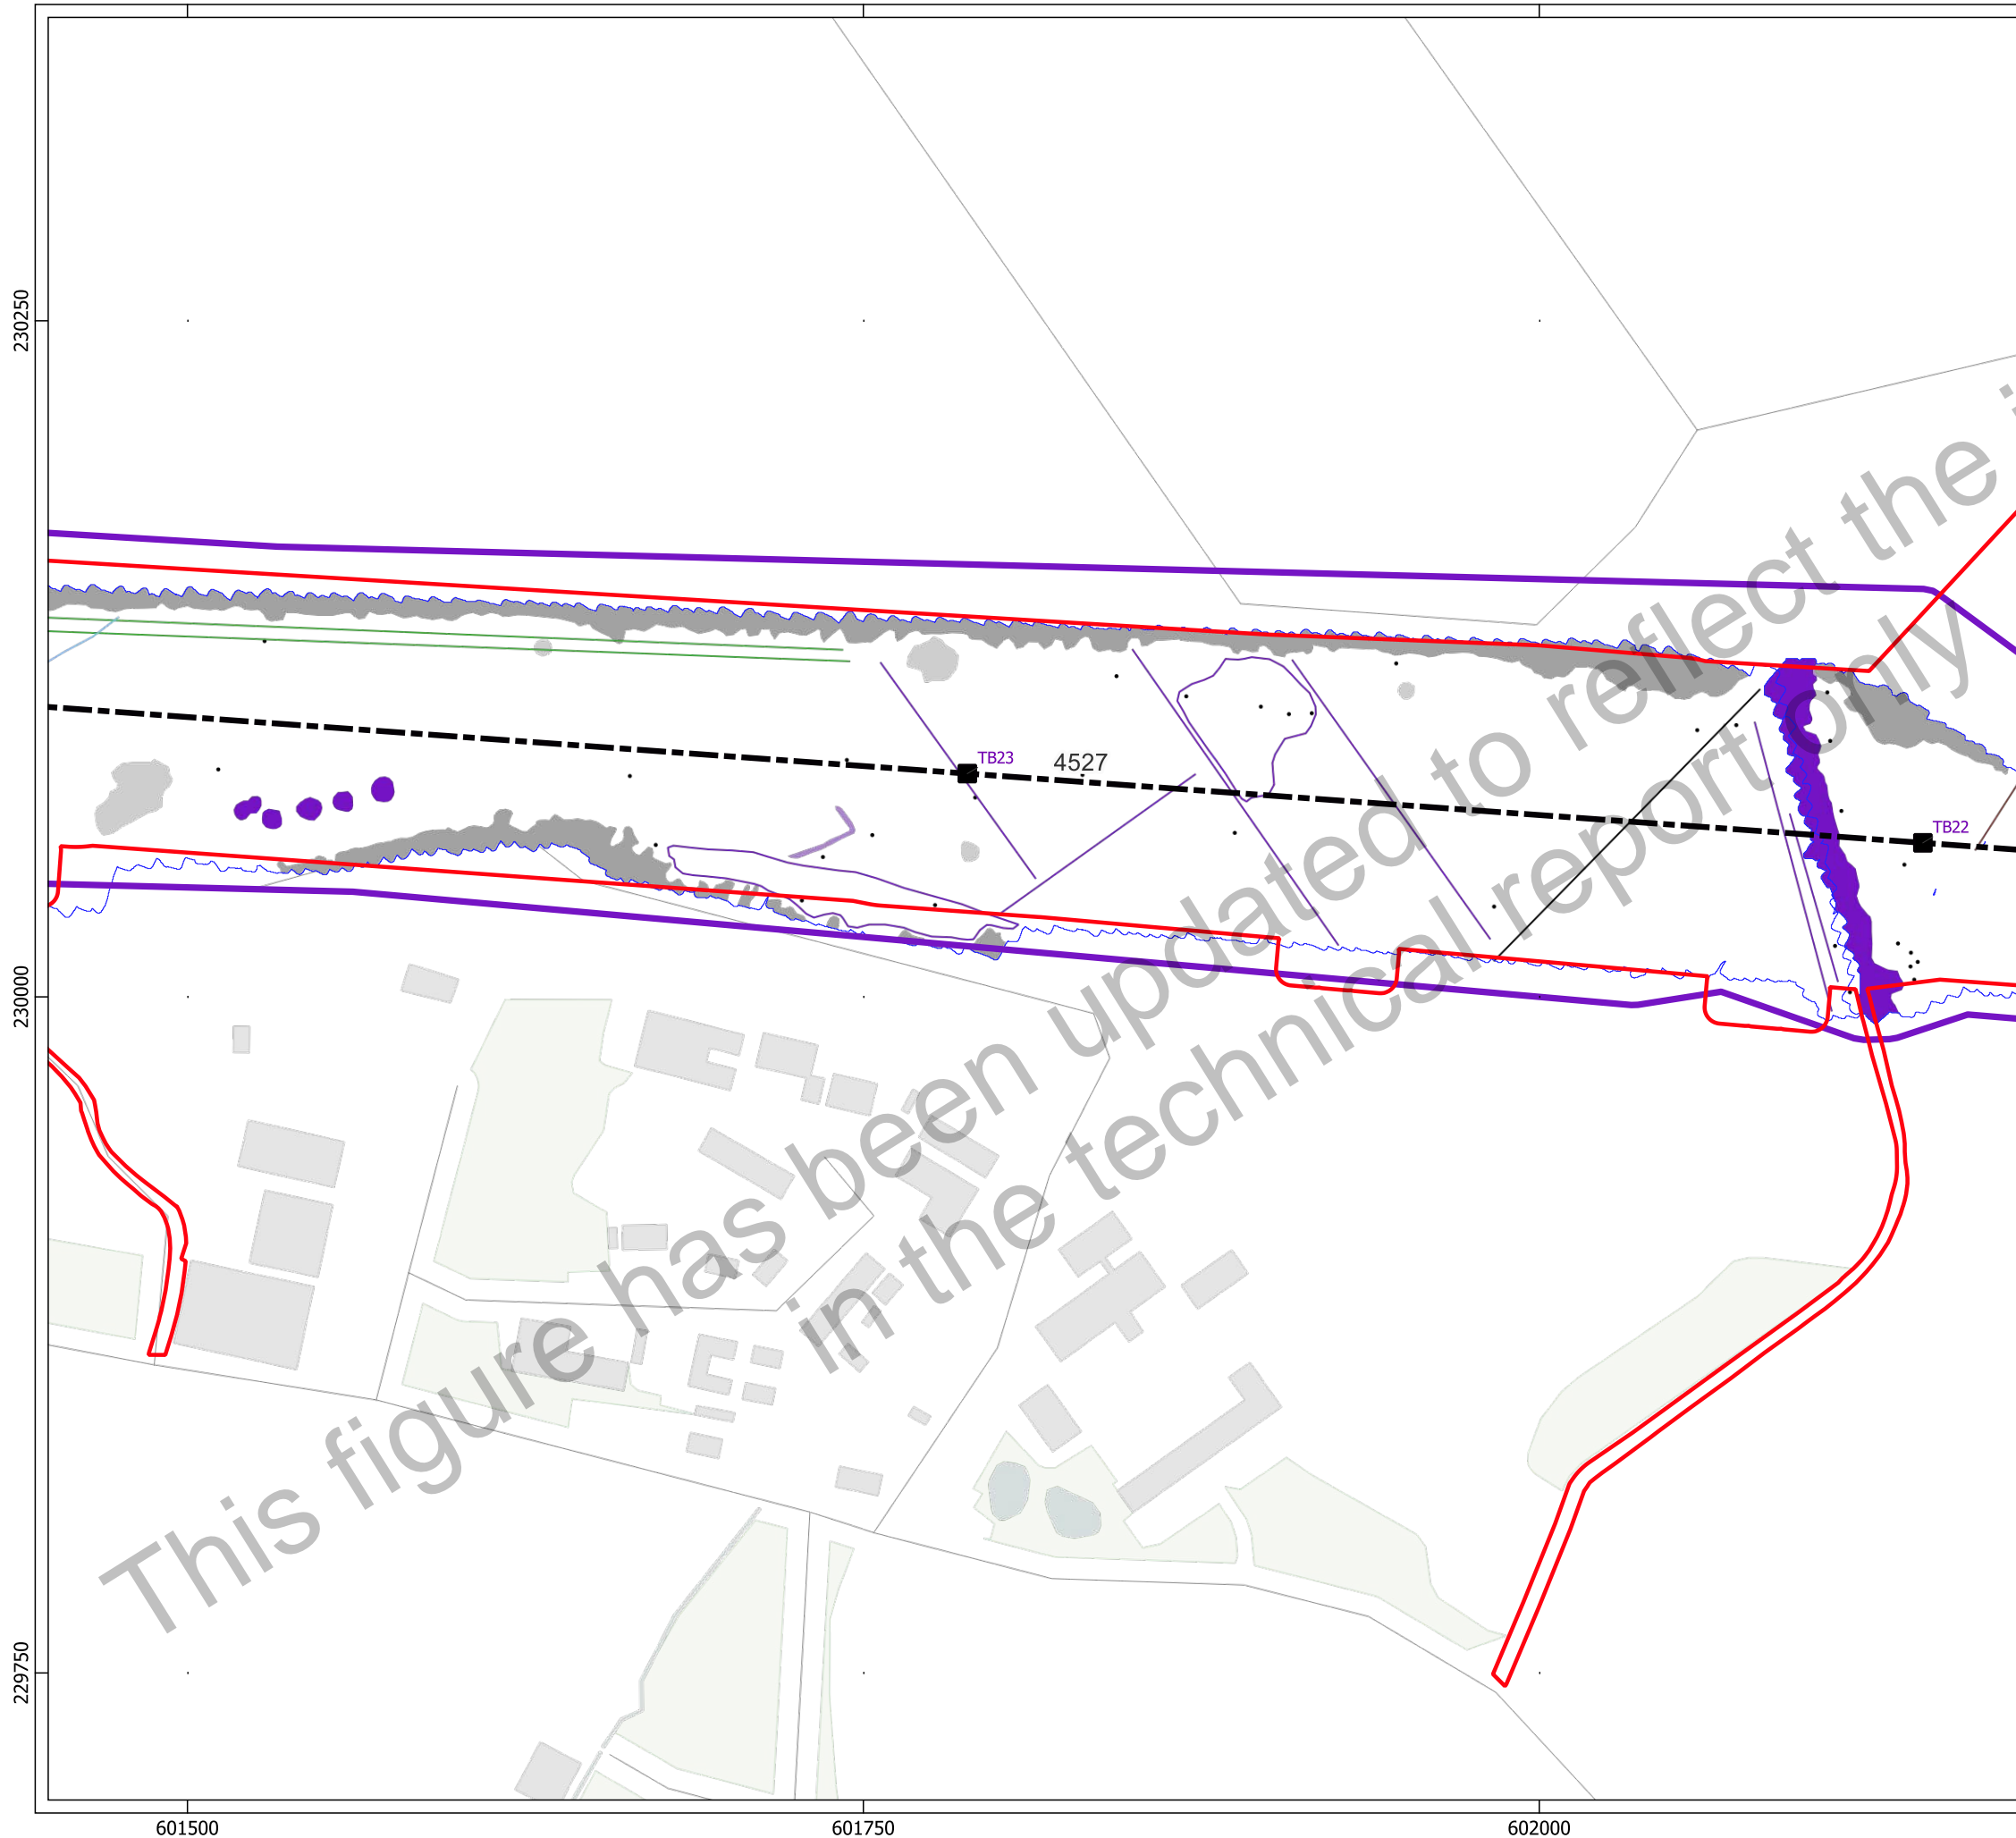 230250
TB23
4527
TB22
230000
229750
601500
601750
602000
This figure has been updated to reflect the
in the technical report only